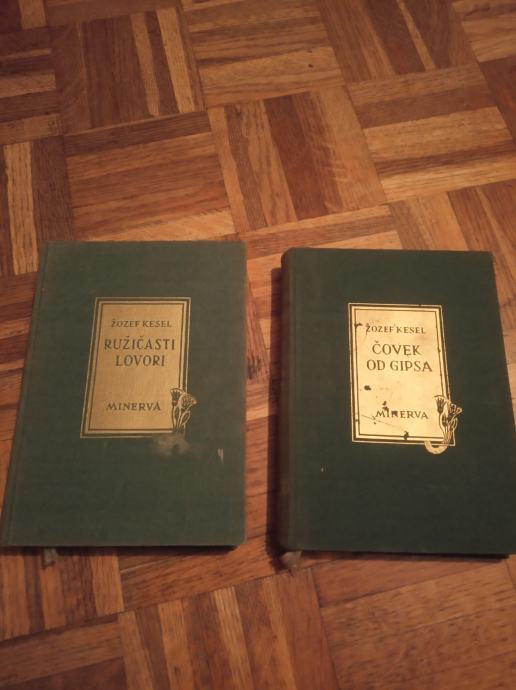 ŽOZEF KESEL
RUŽIČASTI
LOVORI
MINERVA
ŽOZEF KESEL
ČOVEK
OD GIPSA
MINERVA